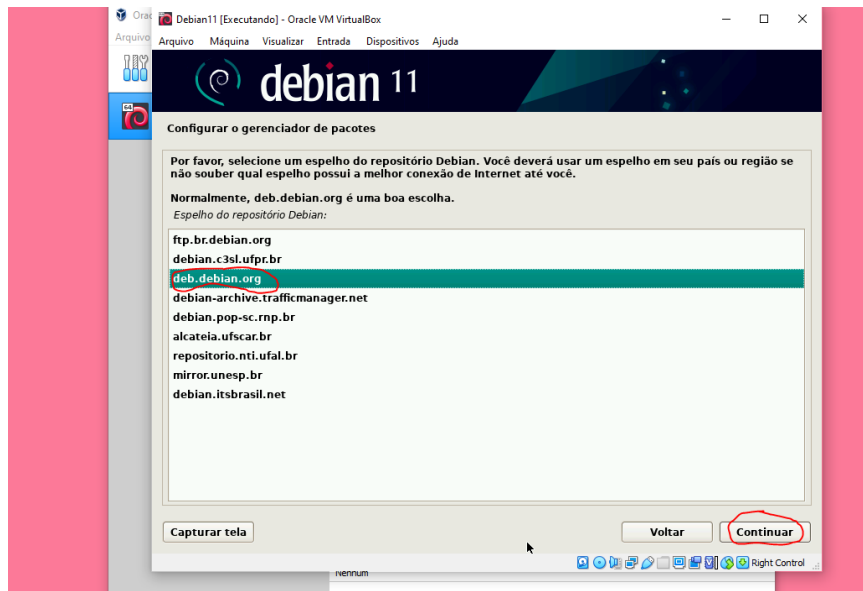 Orac
Debian11 [Executando] - Oracle VM VirtualBox
Arquivo
Arquivo Máquina Visualizar Entrada Dispositivos Ajuda
64
debian 11
Configurar o gerenciador de pacotes
Por favor, selecione um espelho do repositório Debian. Você deverá usar um espelho em seu país ou região se
não souber qual espelho possui a melhor conexão de Internet até você.
Normalmente, deb.debian.org é uma boa escolha.
Espelho do repositório Debian:
ftp.br.debian.org
debian.c3sl.ufpr.br
deb.debian.org
debian-archive.trafficmanager.net
debian.pop-sc.rnp.br
alcateia.ufscar.br
repositorio.nti.ufal.br
mirror.unesp.br
debian.itsbrasil.net
Capturar tela
Voltar
Continuar
Right Control
Nenhum